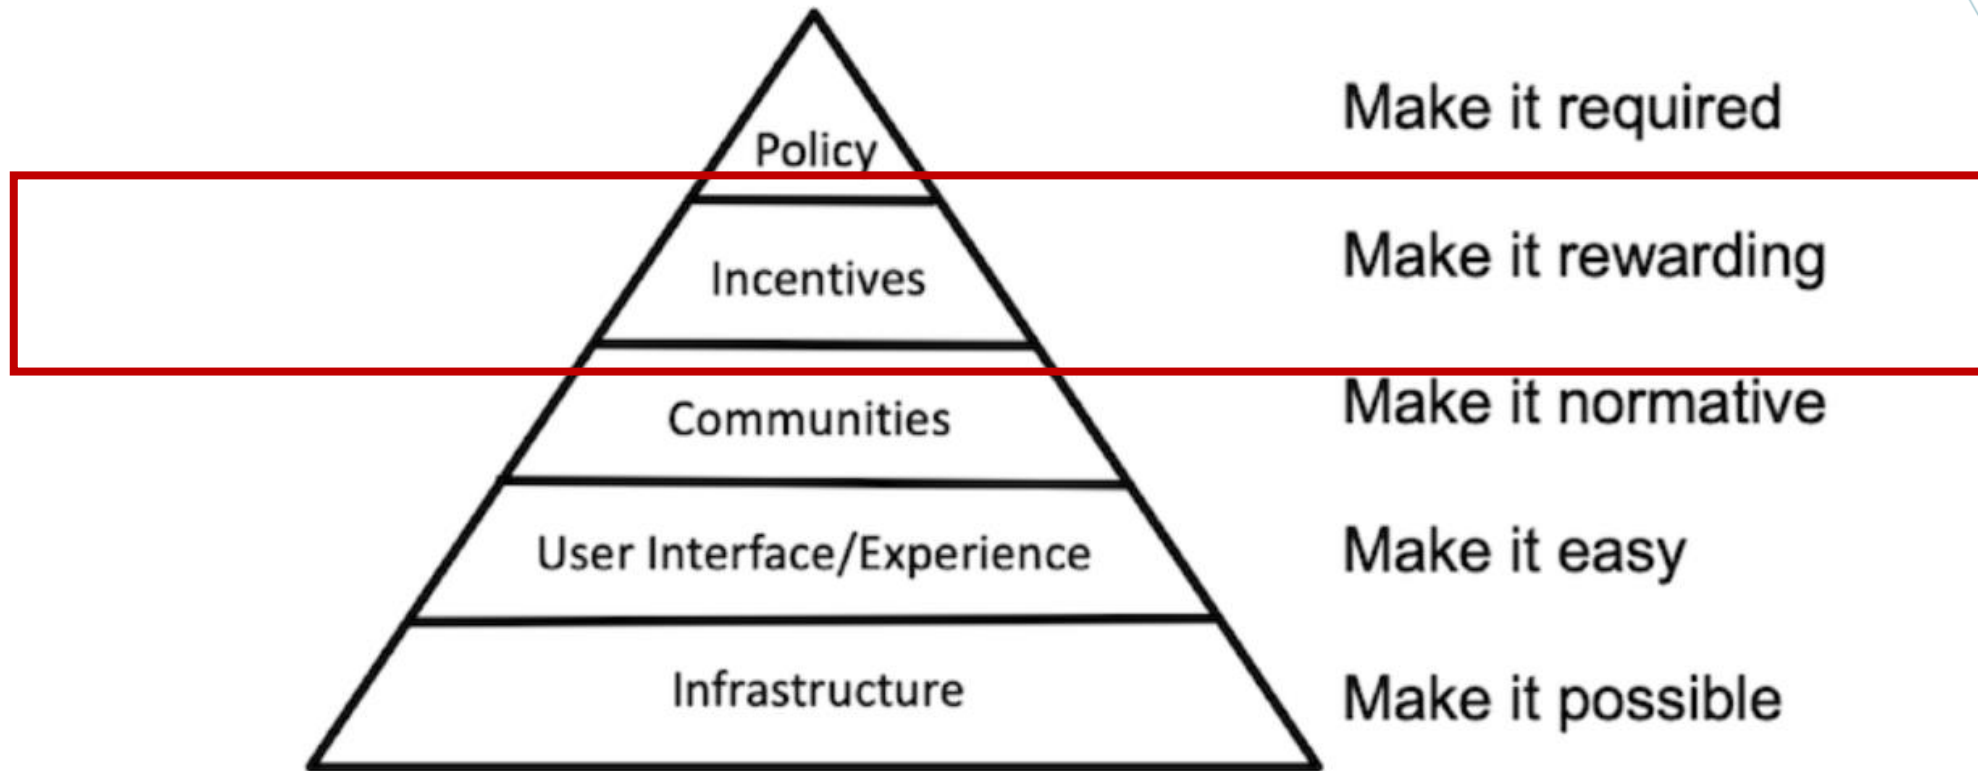 Policy
Make it required
Incentives
Make it rewarding
Communities
Make it normative
User Interface/Experience
Make it easy
Infrastructure
Make it possible